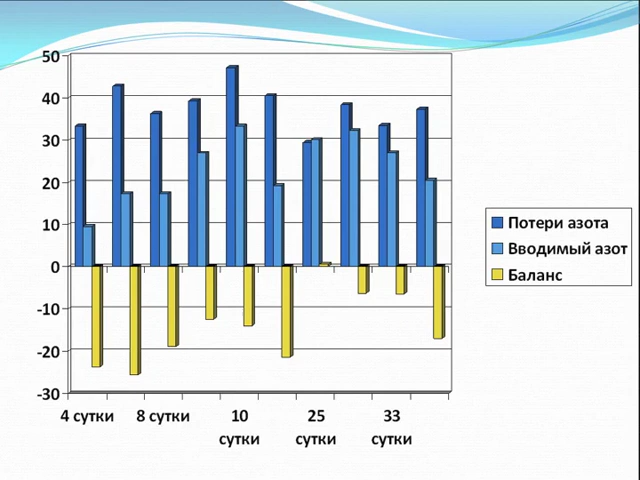 50
40
30
20
10
0
-10
-20
-30
4 сутки 8 сутки 10 сутки 25 сутки 33 сутки
Потери азота
Вводимый азот
Баланс